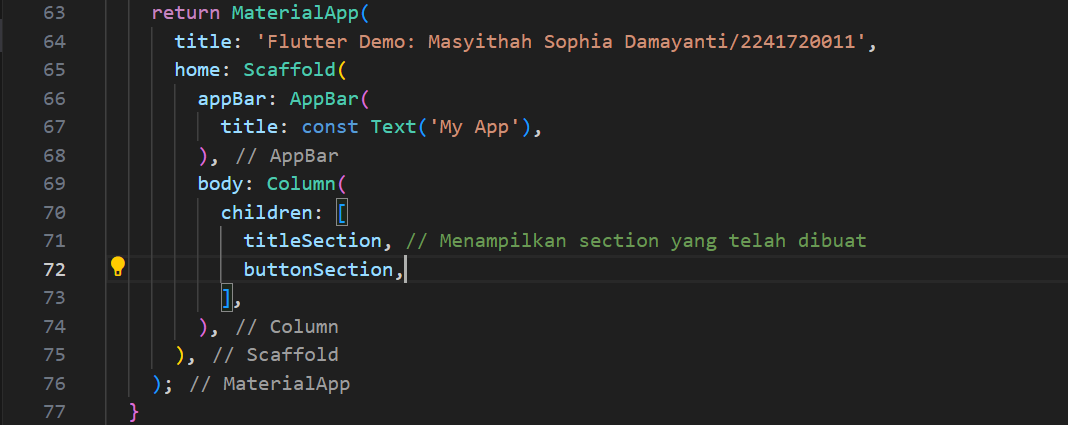 63 return MaterialApp(
64 title: 'Flutter Demo: Masyithah Sophia Damayanti/2241720011',
65 home: Scaffold(
66 appBar: AppBar(
67 title: const Text('My App'),
68 ), // AppBar
69 body: Column(
70 children: [
71 titleSection, // Menampilkan section yang telah dibuat
72 buttonSection,
73 ],
74 ), // Column
75 ), // Scaffold
76 ); // MaterialApp
77 }